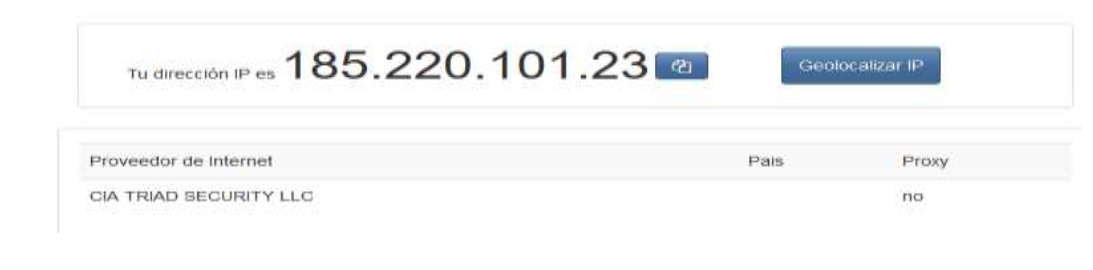 Tu dirección IP es 185.220.101.23 Geolocalizar IP
Proveedor de Internet Pais Proxy
CIA TRIAD SECURITY LLC no